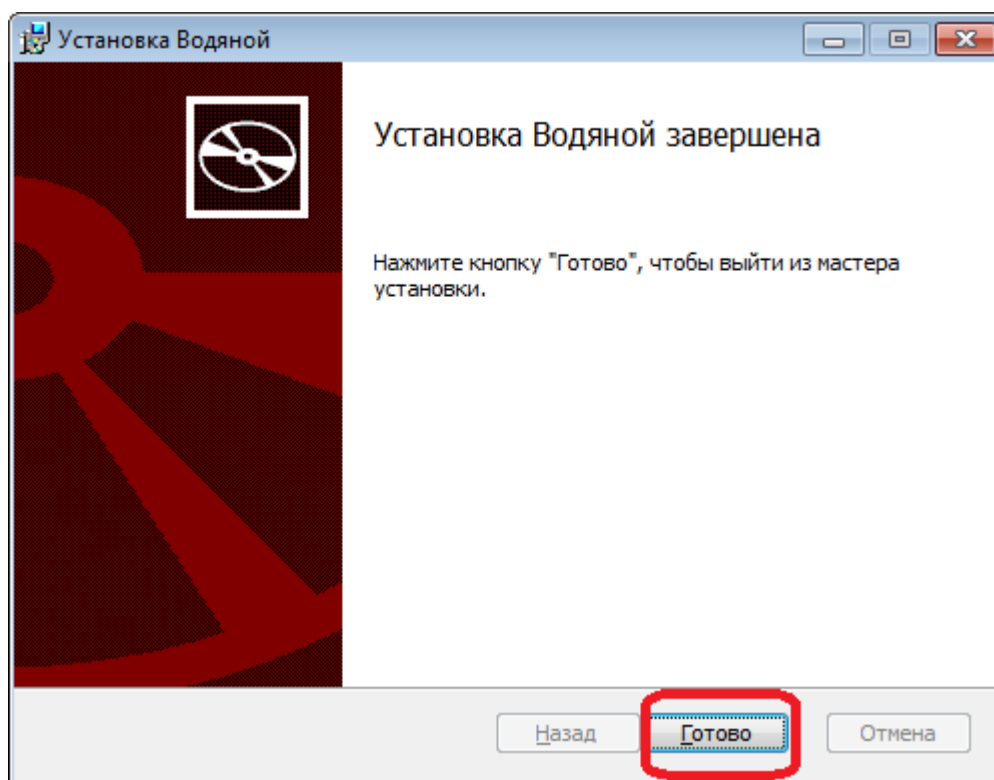 Установка Водяной
Установка Водяной завершена
Нажмите кнопку "Готово", чтобы выйти из мастера
установки.
Назад Готово Отмена